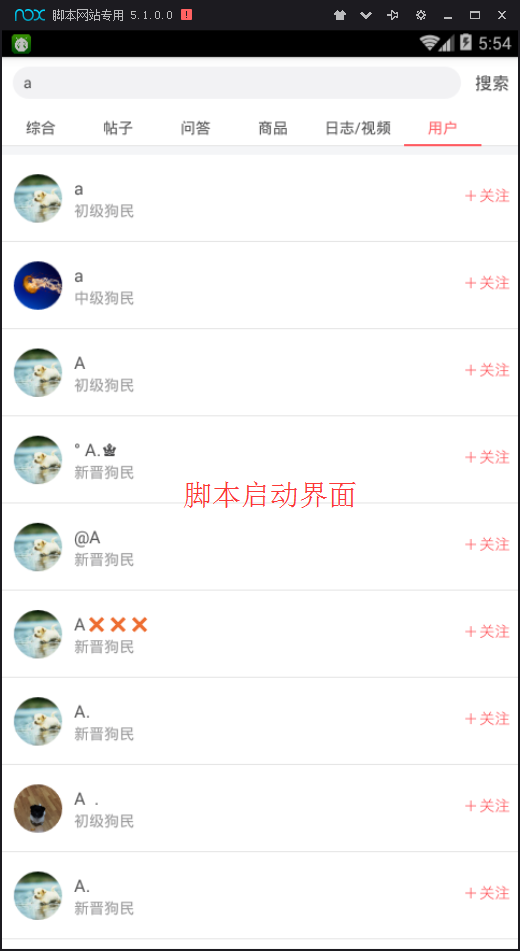 nox 脚本网站专用 5.1.0.0
5:54
a 搜索
综合 帖子 问答 商品 日志/视频 用户
a
初级狗民 +关注
a
中级狗民 +关注
A
初级狗民 +关注
° A.♚
新晋狗民 +关注
脚本启动界面
@A
新晋狗民 +关注
A❌❌❌
新晋狗民 +关注
A.
新晋狗民 +关注
A .
初级狗民 +关注
A.
新晋狗民 +关注